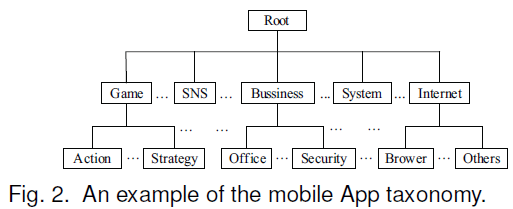 Root
Game ... SNS ... Bussiness ... System ... Internet
... ... ... ...
Action ... Strategy Office ... Security ... Brower ... Others
Fig. 2. An example of the mobile App taxonomy.